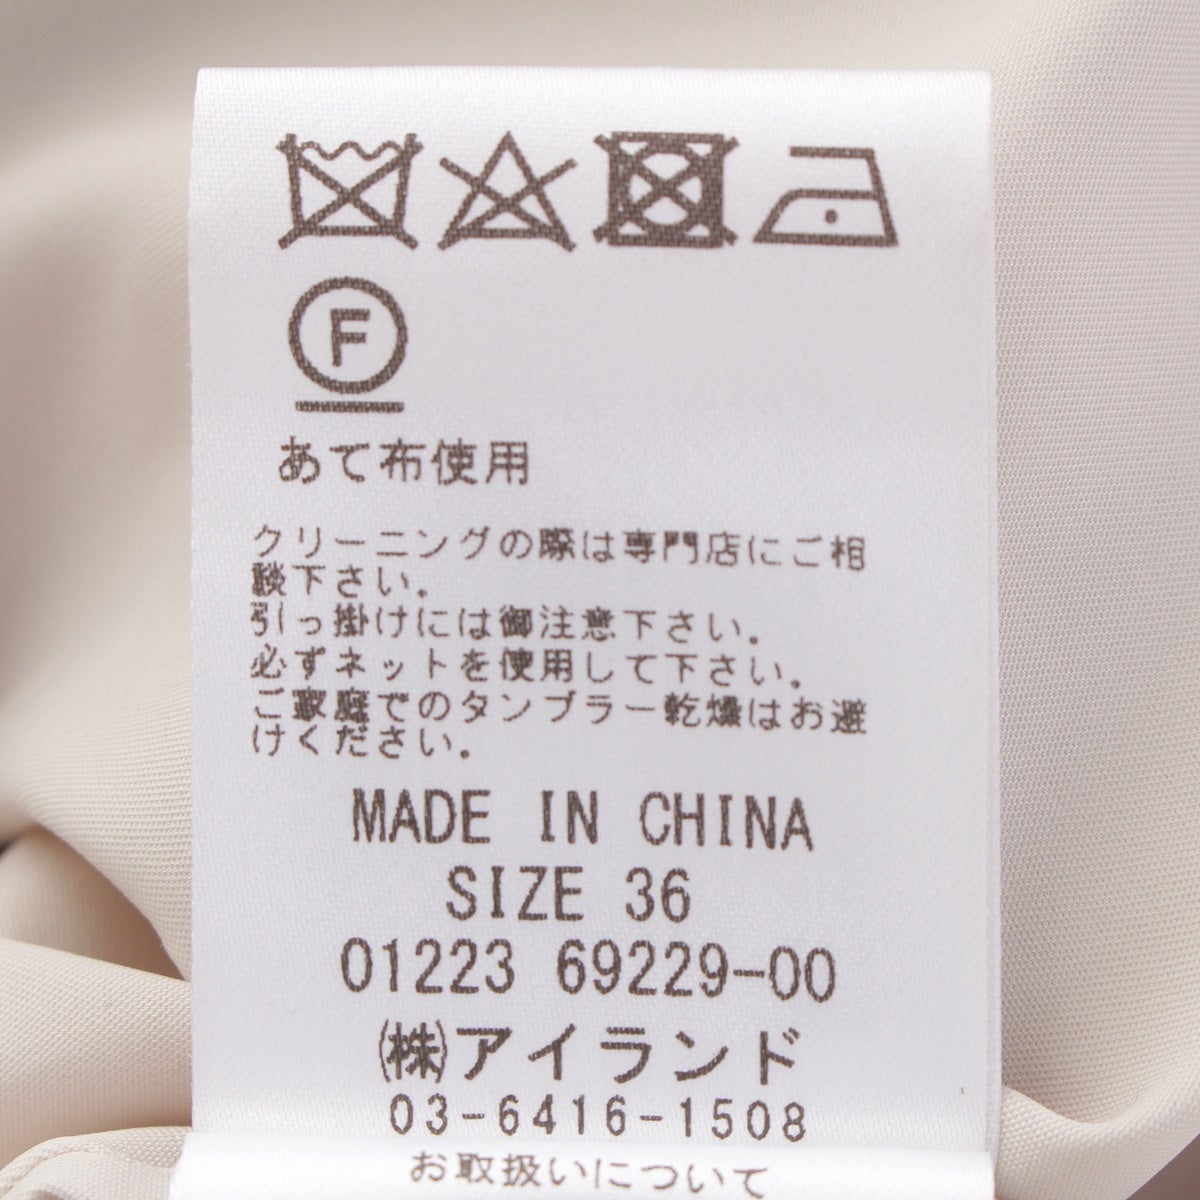 F
あて布使用
クリーニングの際は専門店にご相
談下さい。
引っ掛けには御注意下さい。
必ずネットを使用して下さい。
ご家庭でのタンブラー乾燥はお避
けください。
MADE IN CHINA
SIZE 36
01223 69229-00
㈱アイランド
03-6416-1508
お取扱いについて